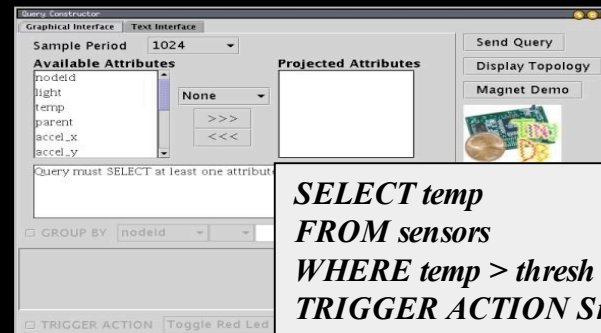 Query Constructor
Graphical Interface Text Interface
Sample Period 1024
Available Attributes
Projected Attributes
nodeid
light
temp
parent
accel_x
accel_y
None
>>>
<<<
Send Query
Display Topology
Magnet Demo
TINY
DB
Query must SELECT at least one attribute
GROUP BY nodeid
TRIGGER ACTION Toggle Red Led
SELECT temp
FROM sensors
WHERE temp > thresh
TRIGGER ACTION